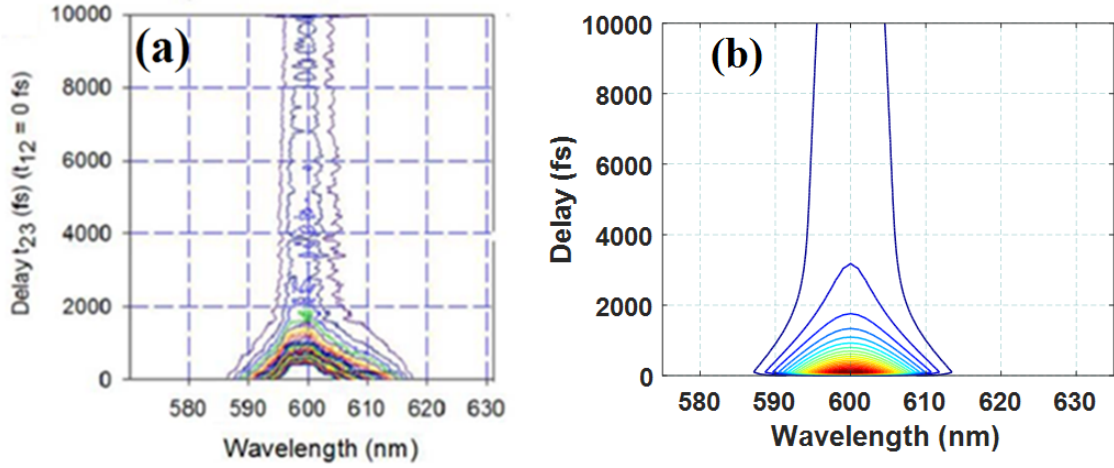 (a)
10000
8000
6000
4000
2000
0
580 590 600 610 620 630
Wavelength (nm)
Delay t23 (fs) (t12 = 0 fs)
(b)
10000
8000
6000
4000
2000
0
580 590 600 610 620 630
Wavelength (nm)
Delay (fs)